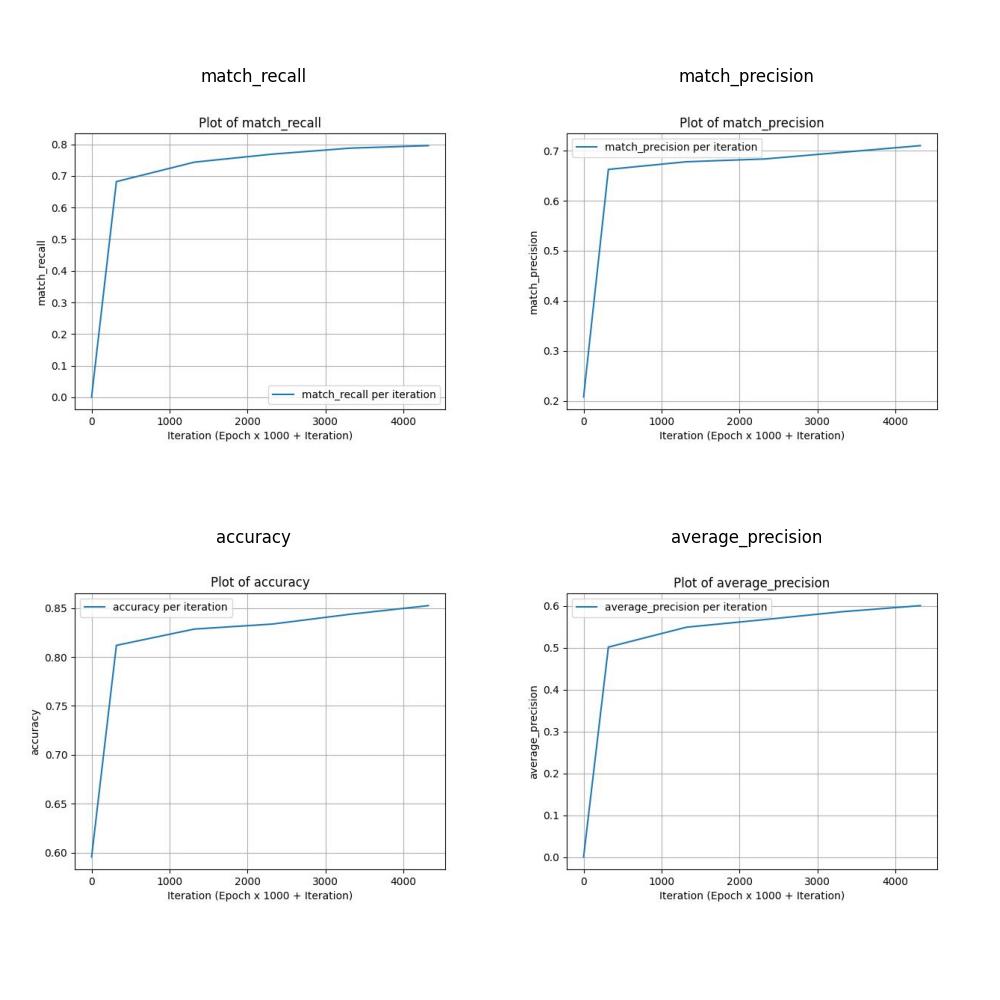 match_recall
Plot of match_recall
0.8
0.7
0.6
0.5
0.4
0.3
0.2
0.1
0.0
match_recall
match_recall per iteration
0 1000 2000 3000 4000
Iteration (Epoch x 1000 + Iteration)
match_precision
Plot of match_precision
match_precision per iteration
0.7
0.6
0.5
0.4
0.3
0.2
match_precision
0 1000 2000 3000 4000
Iteration (Epoch x 1000 + Iteration)
accuracy
Plot of accuracy
accuracy per iteration
0.85
0.80
0.75
0.70
0.65
0.60
accuracy
0 1000 2000 3000 4000
Iteration (Epoch x 1000 + Iteration)
average_precision
Plot of average_precision
average_precision per iteration
0.6
0.5
0.4
0.3
0.2
0.1
0.0
average_precision
0 1000 2000 3000 4000
Iteration (Epoch x 1000 + Iteration)